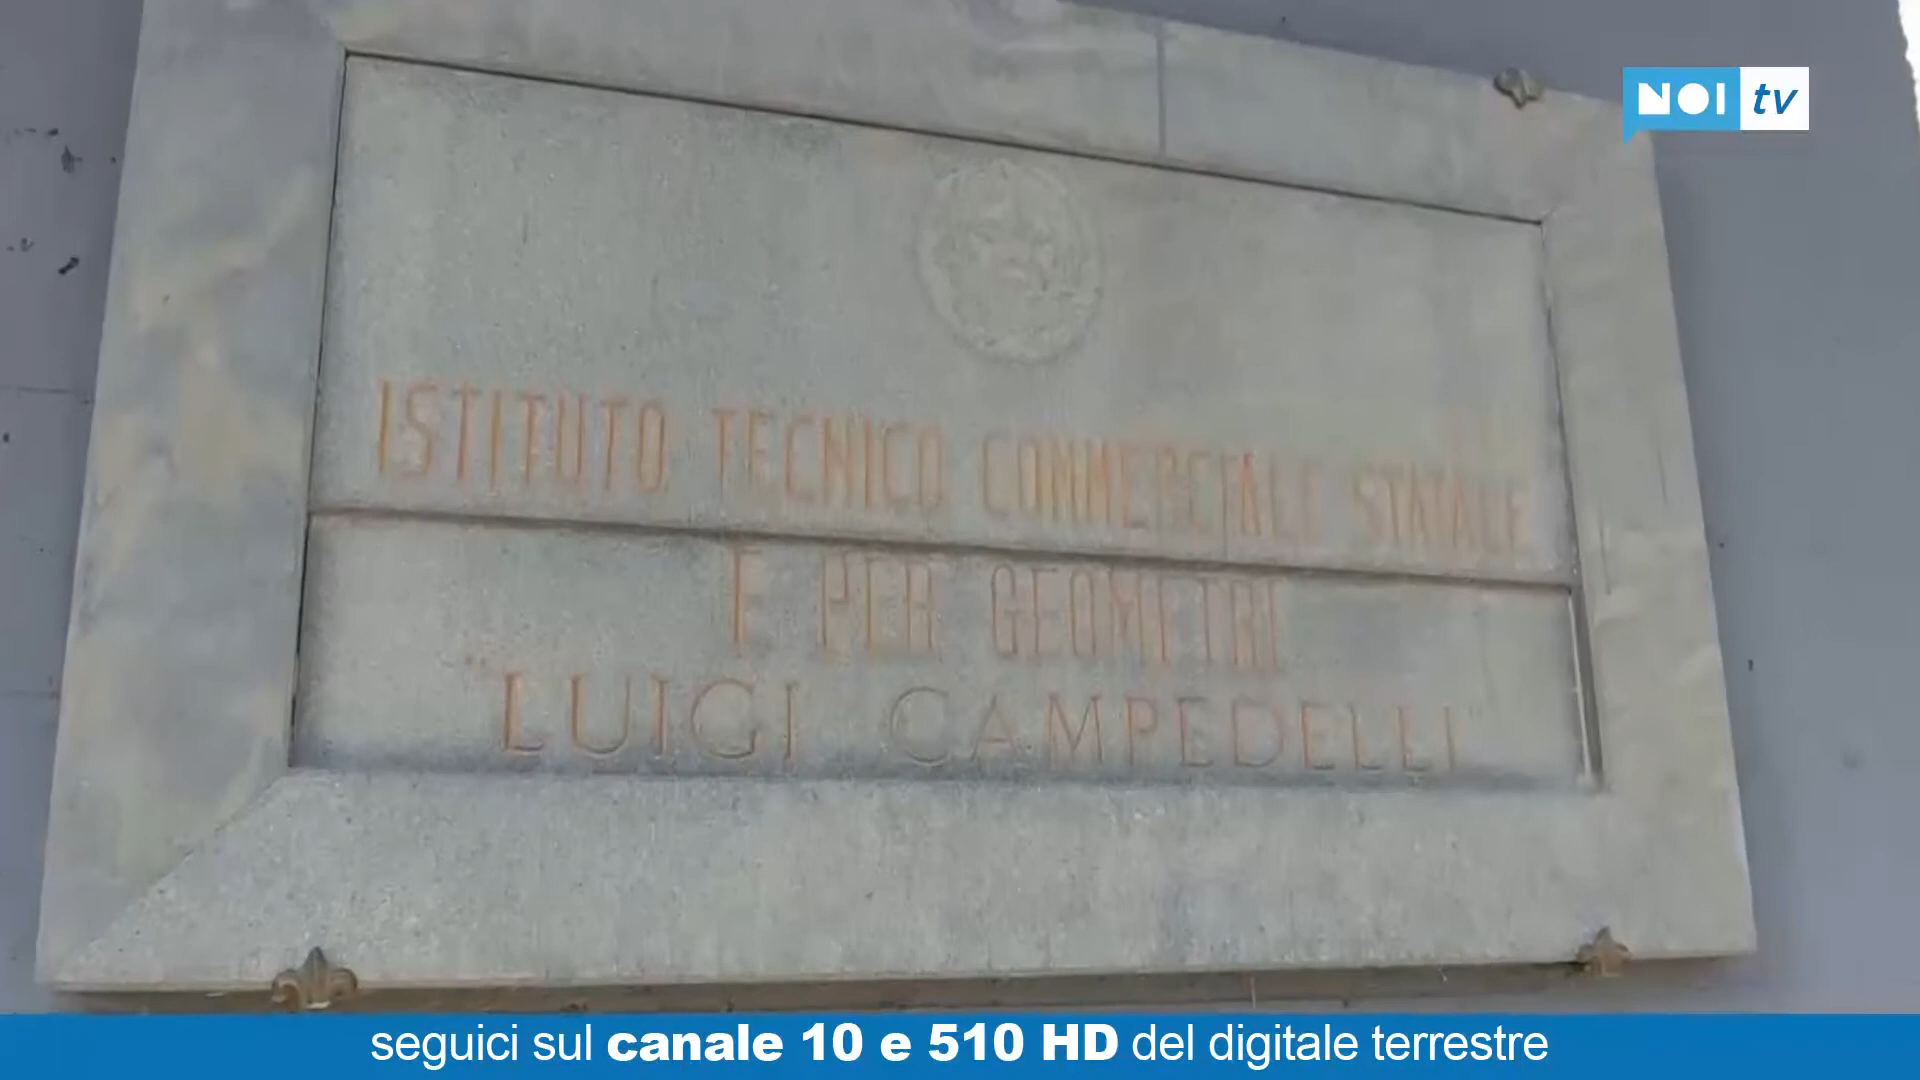 NOI tv
ISTITUTO TECNICO COMMERCIALE STATALE
E PER GEOMETRI
"LUIGI CAMPEDELLI
seguici sul canale 10 e 510 HD del digitale terrestre